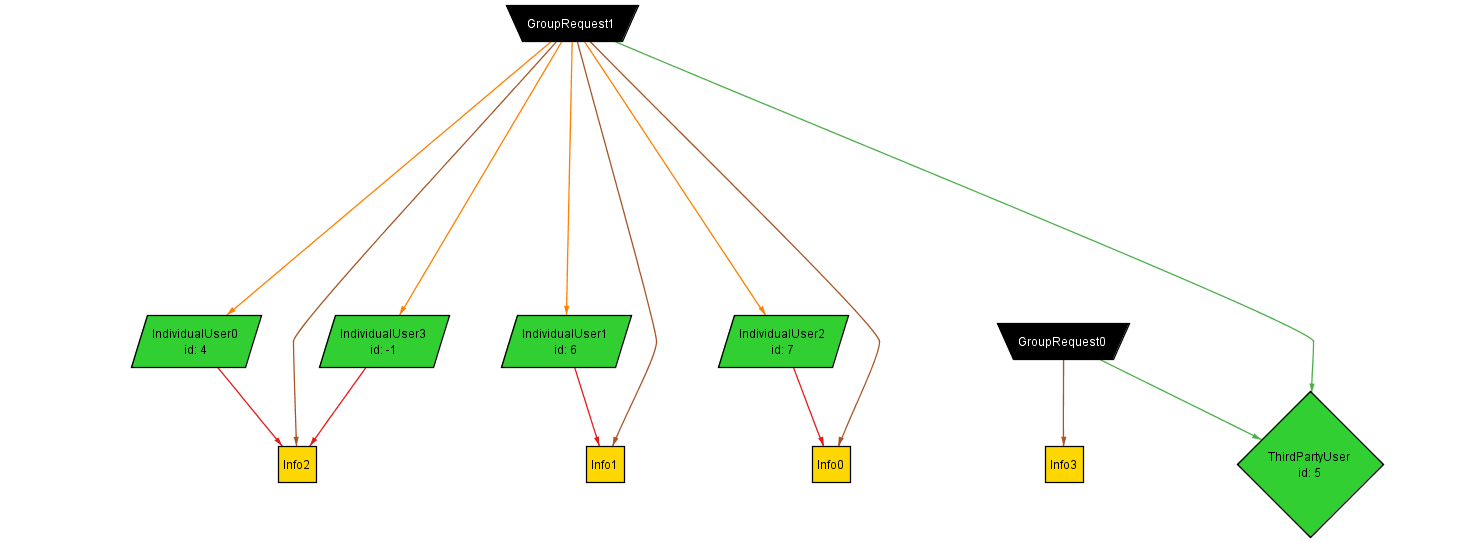 GroupRequest1
IndividualUser0
id: 4
IndividualUser3
id: -1
IndividualUser1
id: 6
IndividualUser2
id: 7
GroupRequest0
Info2
Info1
Info0
Info3
ThirdPartyUser
id: 5